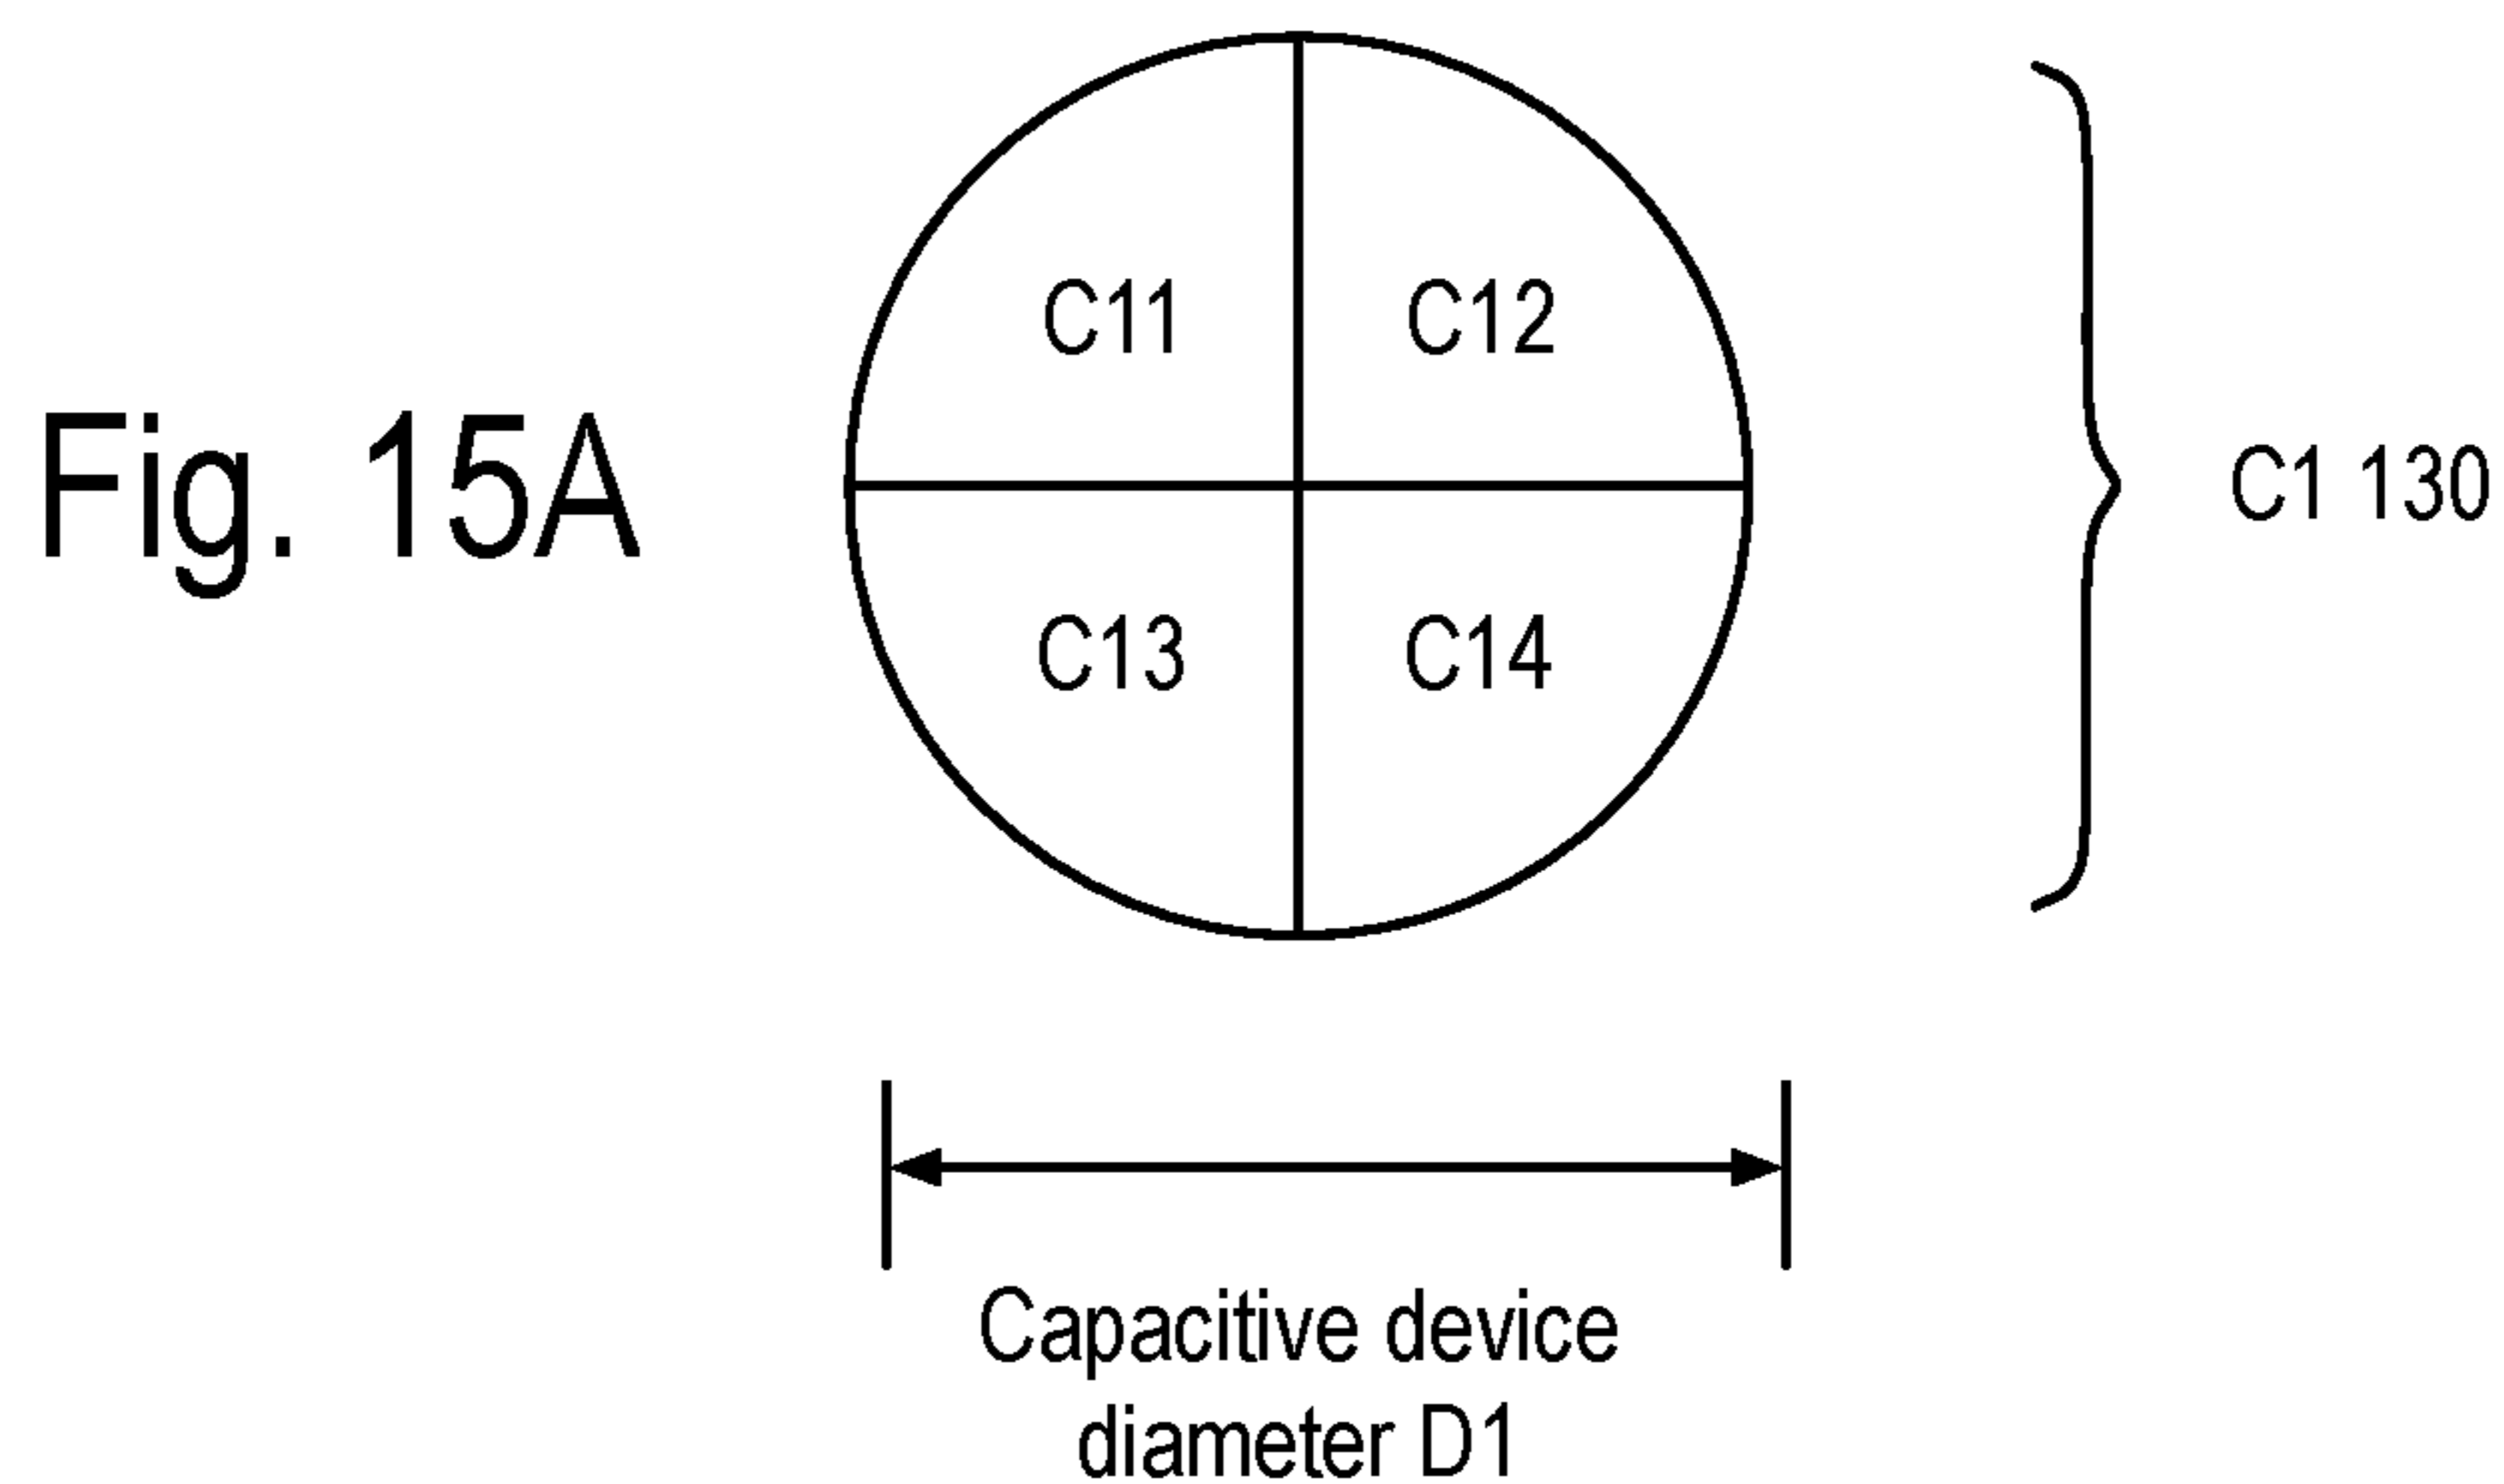 C11 C12
Fig. 15A
C1 130
C13 C14
Capacitive device
diameter D1